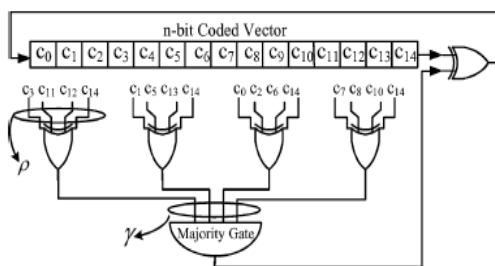 n-bit Coded Vector
c0 c1 c2 c3 c4 c5 c6 c7 c8 c9 c10 c11 c12 c13 c14
c3 c11 c12 c14 c1 c5 c13 c14 c0 c2 c6 c14 c7 c8 c10 c14
ρ
γ
Majority Gate